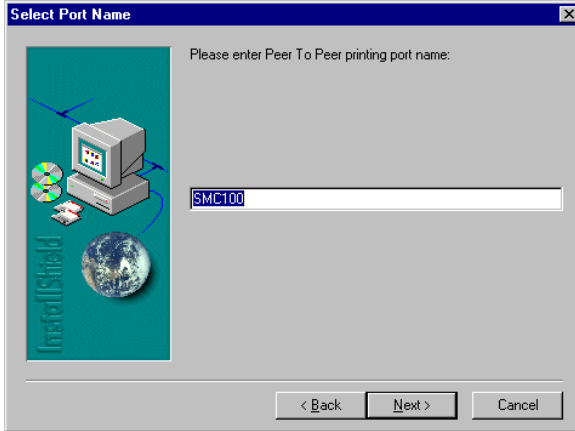 Select Port Name
Please enter Peer To Peer printing port name:
SMC100
InstallShield
< Back
Next >
Cancel